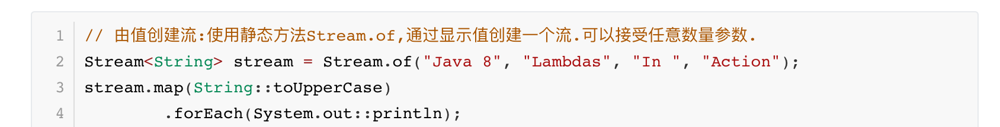 1 // 由值创建流:使用静态方法Stream.of,通过显示值创建一个流.可以接受任意数量参数.
2 Stream<String> stream = Stream.of("Java 8", "Lambdas", "In ", "Action");
3 stream.map(String::toUpperCase)
4         .forEach(System.out::println);